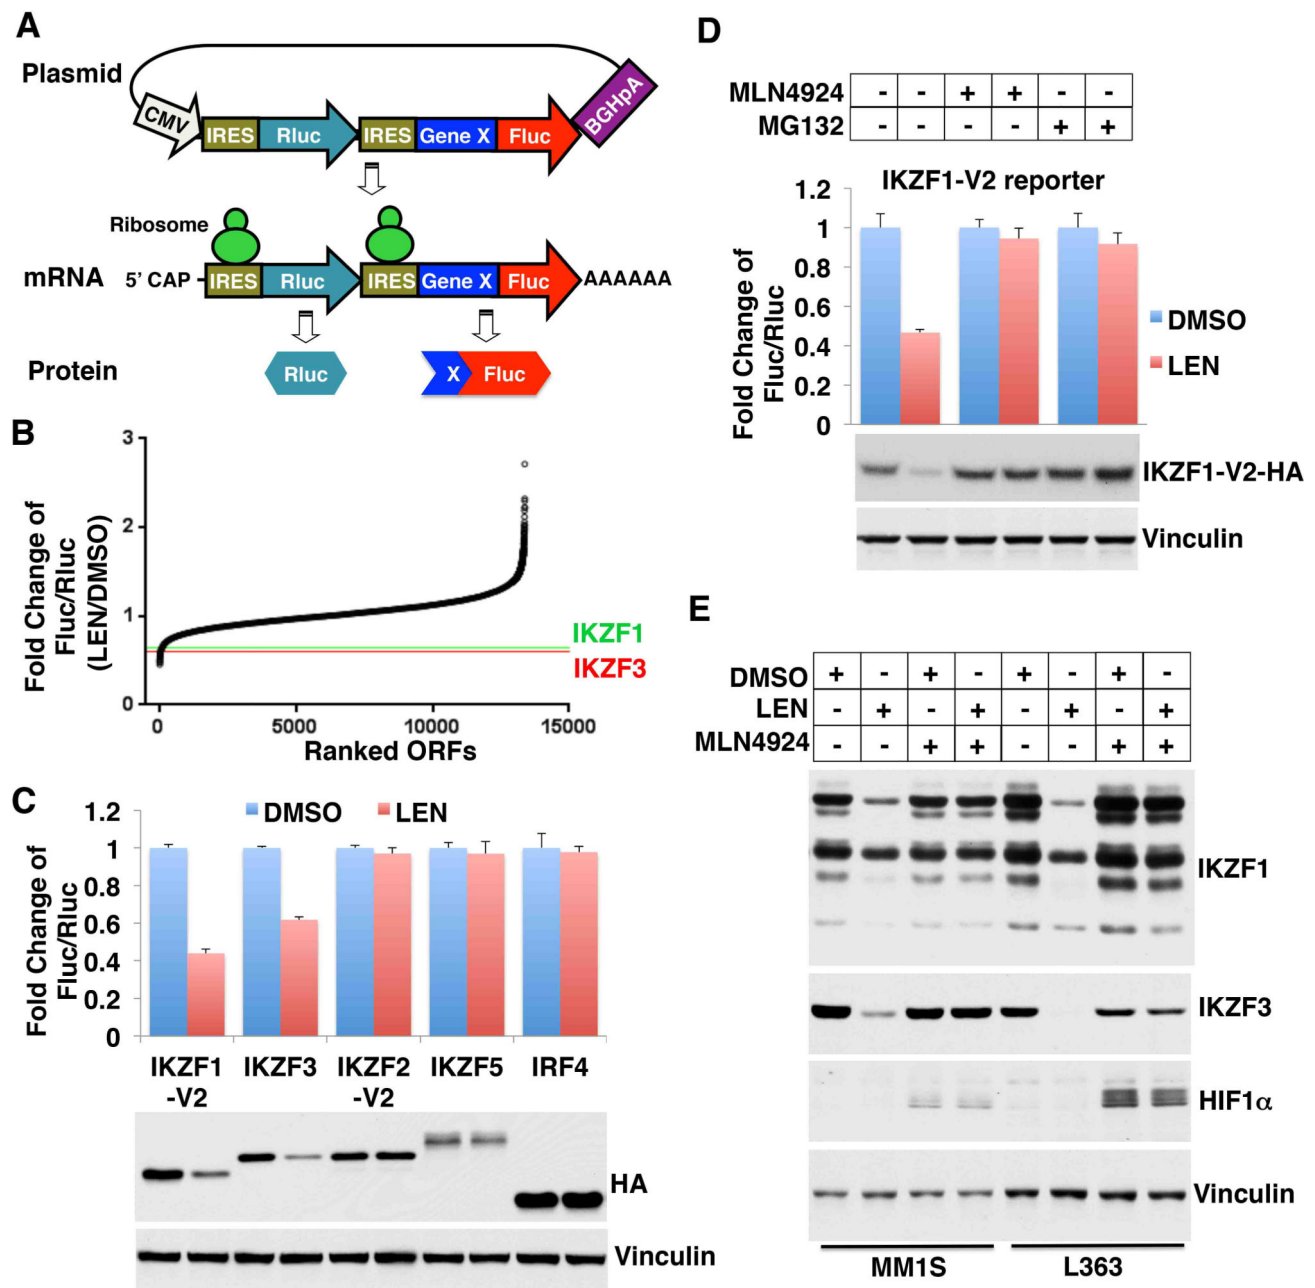 A
Plasmid
CMV
IRES Rluc IRES Gene X Fluc
BGHpA
Ribosome
mRNA 5' CAP IRES Rluc IRES Gene X Fluc AAAAAA
Protein Rluc X Fluc
B
Fold Change of
Fluc/Rluc
(LEN/DMSO)
3
2
1
0
IKZF1
IKZF3
0 5000 10000 15000
Ranked ORFs
C
Fold Change of
Fluc/Rluc
DMSO LEN
1.2
1
0.8
0.6
0.4
0.2
0
IKZF1 IKZF3 IKZF2 IKZF5 IRF4
-V2 -V2
HA
Vinculin
D
MLN4924 - - + + - -
MG132 - - - - + +
IKZF1-V2 reporter
Fold Change of
Fluc/Rluc
1.2
1
0.8
0.6
0.4
0.2
0
DMSO
LEN
IKZF1-V2-HA
Vinculin
E
DMSO + - + - + - + -
LEN - + - + - + - +
MLN4924 - - + + - - + +
IKZF1
IKZF3
HIF1α
Vinculin
MM1S L363